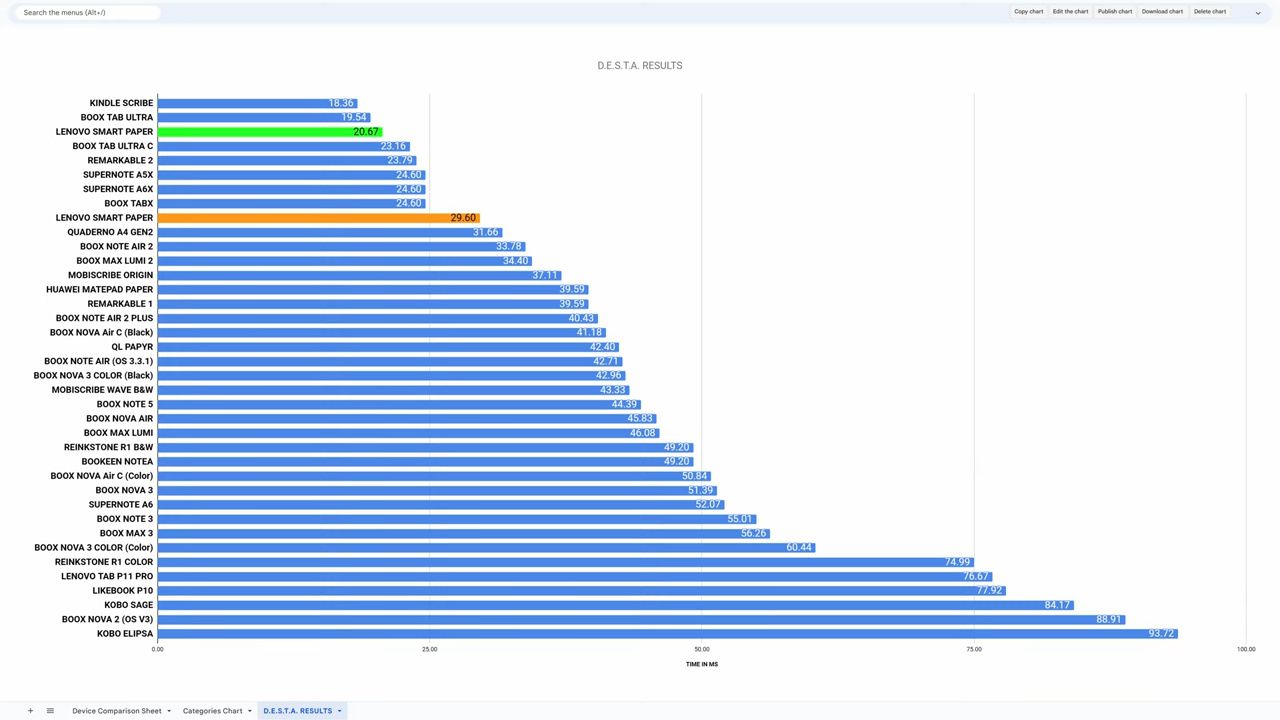 Search the menus (Alt+/)
Copy chart Edit the chart Publish chart Download chart Delete chart
D.E.S.T.A. RESULTS
KINDLE SCRIBE 18.36
BOOX TAB ULTRA 19.54
LENOVO SMART PAPER 20.67
BOOX TAB ULTRA C 23.16
REMARKABLE 2 23.79
SUPERNOTE A5X 24.60
SUPERNOTE A6X 24.60
BOOX TABX 24.60
LENOVO SMART PAPER 29.60
QUADERNO A4 GEN2 31.66
BOOX NOTE AIR 2 33.78
BOOX MAX LUMI 2 34.40
MOBISCRIBE ORIGIN 37.11
HUAWEI MATEPAD PAPER 39.59
REMARKABLE 1 39.59
BOOX NOTE AIR 2 PLUS 40.43
BOOX NOVA Air C (Black) 41.18
QL PAPYR 42.40
BOOX NOTE AIR (OS 3.3.1) 42.71
BOOX NOVA 3 COLOR (Black) 42.96
MOBISCRIBE WAVE B&W 43.33
BOOX NOTE 5 44.39
BOOX NOVA AIR 45.83
BOOX MAX LUMI 46.08
REINKSTONE R1 B&W 49.20
BOOKEEN NOTEA 49.20
BOOX NOVA Air C (Color) 50.84
BOOX NOVA 3 51.39
SUPERNOTE A6 52.07
BOOX NOTE 3 55.01
BOOX MAX 3 56.26
BOOX NOVA 3 COLOR (Color) 60.44
REINKSTONE R1 COLOR 74.99
LENOVO TAB P11 PRO 76.67
LIKEBOOK P10 77.92
KOBO SAGE 84.17
BOOX NOVA 2 (OS V3) 88.91
KOBO ELIPSA 93.72
0.00 25.00 50.00 75.00 100.00
TIME IN MS
Device Comparison Sheet Categories Chart D.E.S.T.A. RESULTS